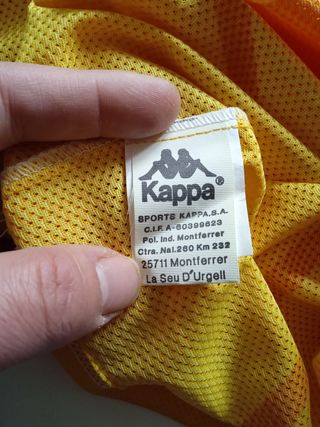 Kappa®
SPORTS KAPPA,S.A.
C.I.F. A-60399623
Pol. Ind. Montferrer
Ctra. Nal.260 Km 232
25711 Montferrer
La Seu D'Urgell